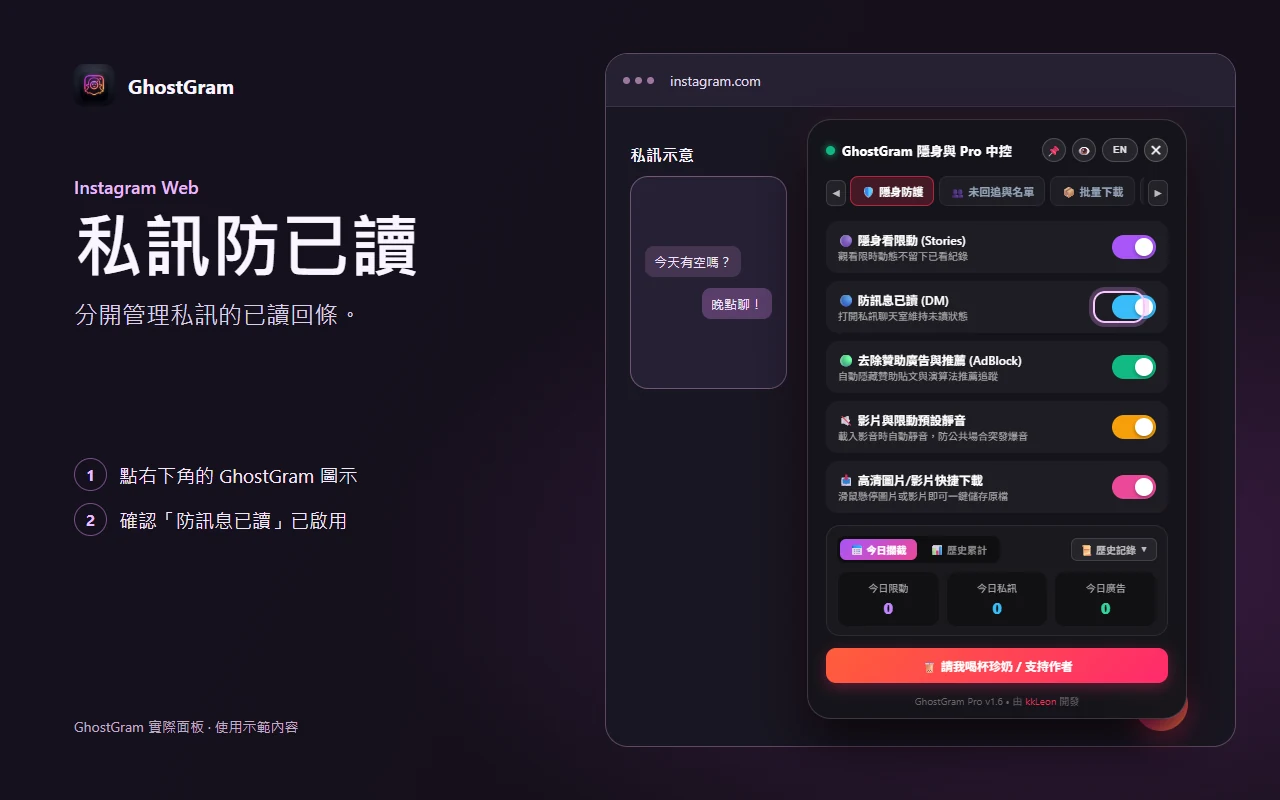 GhostGram
Instagram Web
私訊防已讀
分開管理私訊的已讀回條。
1 點右下角的 GhostGram 圖示
2 確認「防訊息已讀」已啟用
GhostGram 實際面板 · 使用示範內容
instagram.com
私訊示意
今天有空嗎？
晚點聊！
GhostGram 隱身與 Pro 中控
EN
隱身防護
未回追與名單
批量下載
隱身看限動 (Stories)
觀看限時動態不留下已看紀錄
防訊息已讀 (DM)
打開私訊聊天室維持未讀狀態
去除贊助廣告與推薦 (AdBlock)
自動隱藏贊助貼文與演算法推薦追蹤
影片與限動預設靜音
載入影音時自動靜音，防公共場合突發爆音
高清圖片/影片快捷下載
滑鼠懸停圖片或影片即可一鍵儲存原檔
今日攔截
歷史累計
歷史記錄 ▼
今日限動
0
今日私訊
0
今日廣告
0
請我喝杯珍奶 / 支持作者
GhostGram Pro v1.6 • 由 kkLeon 開發